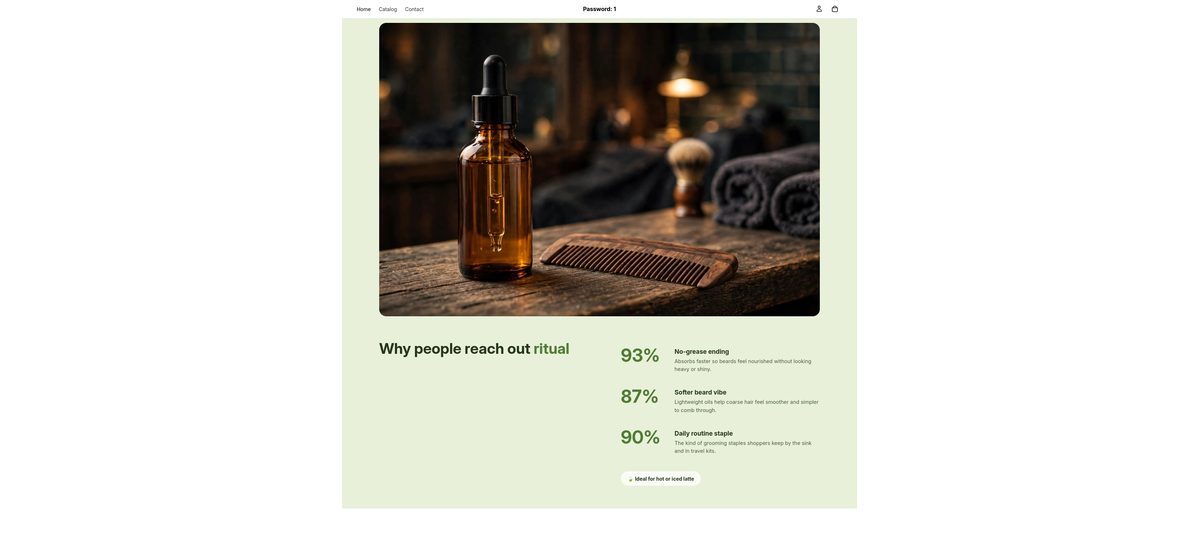 Home Catalog Contact Password: 1
Why people reach out ritual
93%
No-grease ending
Absorbs faster so beards feel nourished without looking
heavy or shiny.
87%
Softer beard vibe
Lightweight oils help coarse hair feel smoother and simpler
to comb through.
90%
Daily routine staple
The kind of grooming staples shoppers keep by the sink
and in travel kits.
🍃 Ideal for hot or iced latte